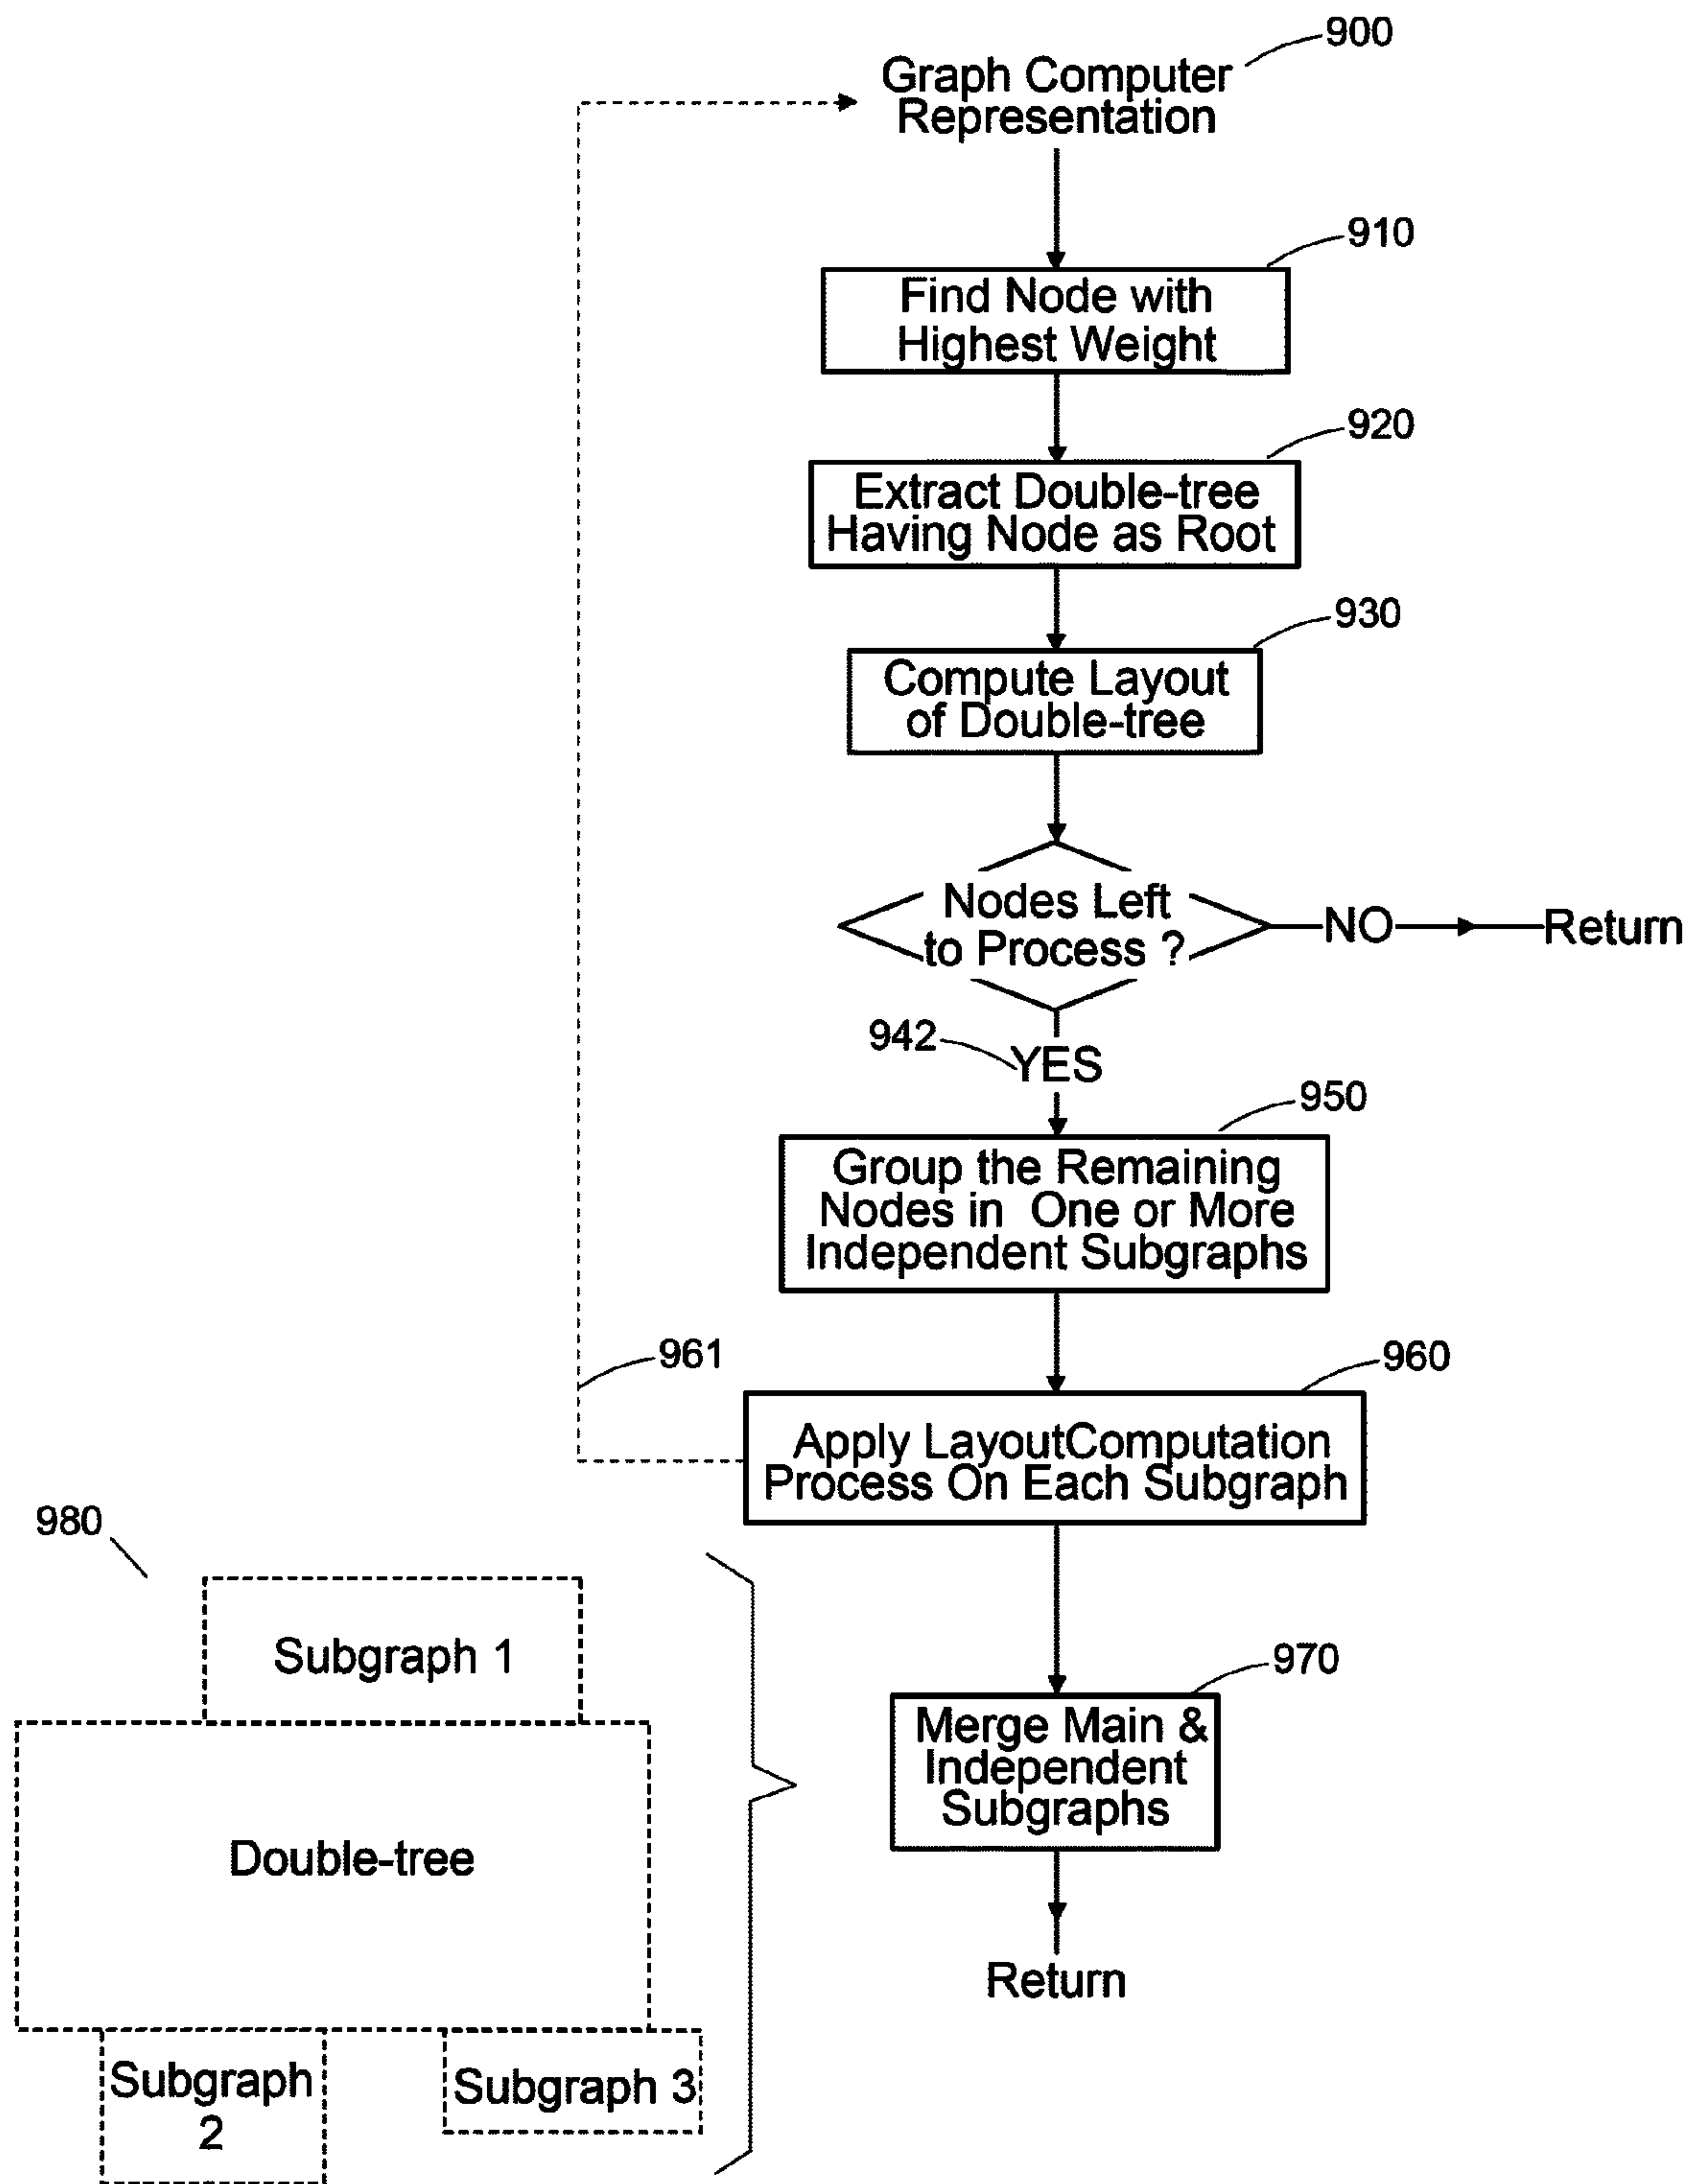 900
Graph Computer
Representation
910
Find Node with
Highest Weight
920
Extract Double-tree
Having Node as Root
930
Compute Layout
of Double-tree
Nodes Left
to Process ?
NO
Return
942
YES
950
Group the Remaining
Nodes in One or More
Independent Subgraphs
961
960
Apply LayoutComputation
Process On Each Subgraph
980
Subgraph 1
Double-tree
Subgraph
2
Subgraph 3
970
Merge Main &
Independent
Subgraphs
Return